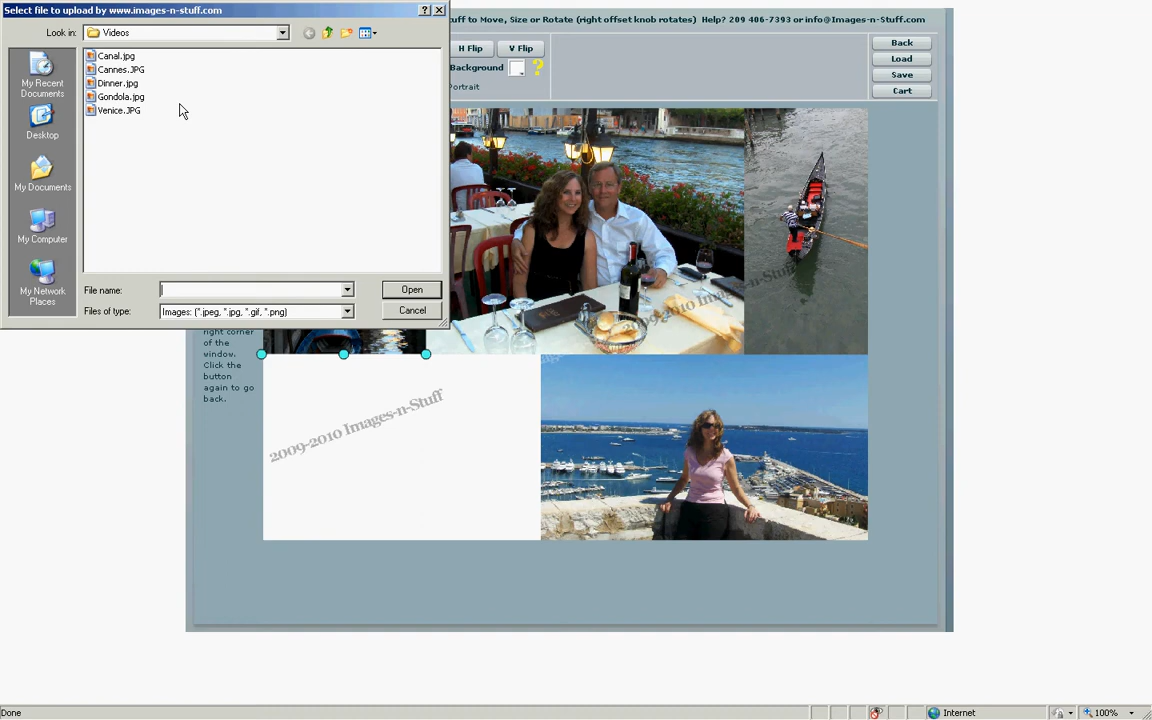 Select file to upload by www.images-n-stuff.com
tuff to Move, Size or Rotate (right offset knob rotates) Help? 209 406-7393 or info@Images-n-Stuff.com
Look in:
Videos
My Recent
Documents
Desktop
My Documents
My Computer
My Network
Places
Canal.jpg
Cannes.JPG
Dinner.jpg
Gondola.jpg
Venice.JPG
File name:
Open
Files of type:
Images: (*.jpeg, *.jpg, *.gif, *.png)
Cancel
H Flip
V Flip
Background
?
Portrait
Back
Load
Save
Cart
right corner
of the
window.
Click the
button
again to go
back.
2009-2010 Images-n-Stuff
Done
Internet
100%